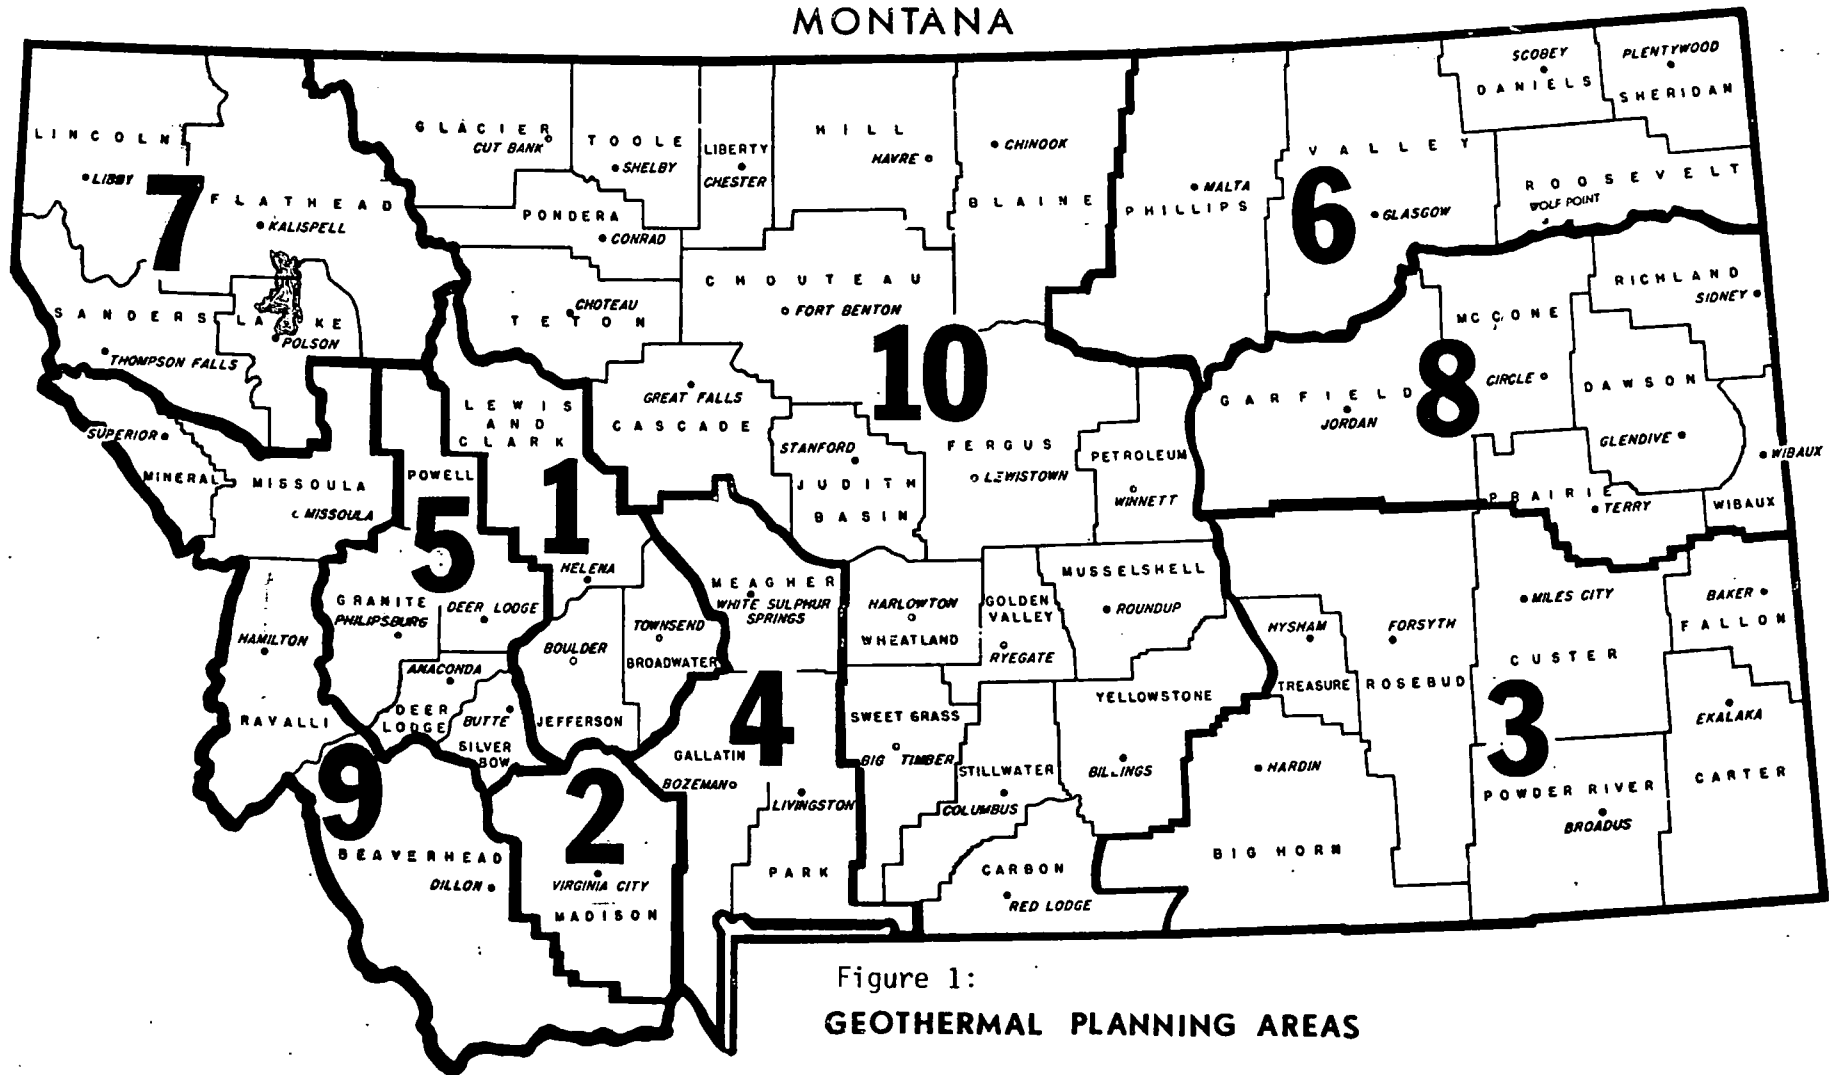 MONTANA
SCOBEY
PLENTYWOOD
DANIELS
SHERIDAN
LINCOLN
GLACIER
CUT BANK
TOOLE
SHELBY
LIBERTY
CHESTER
HILL
HAVRE
CHINOOK
VALLEY
6
ROOSEVELT
WOLF POINT
LIBBY
7
FLATHEAD
KALISPELL
PONDERA
CONRAD
BLAINE
PHILLIPS
MALTA
GLASGOW
CHOUTEAU
FORT BENTON
RICHLAND
SIDNEY
SANDERS
LAKE
POLSON
THOMPSON FALLS
CHOTEAU
TETON
10
MCCONE
8
CIRCLE
DAWSON
GARFIELD
JORDAN
GREAT FALLS
CASCADE
LEWIS
AND
CLARK
1
STANFORD
JUDITH
BASIN
FERGUS
LEWISTOWN
PETROLEUM
WINNETT
GLENDIVE
WIBAUX
SUPERIOR
MINERAL
MISSOULA
MISSOULA
POWELL
5
PRAIRIE
TERRY
WIBAUX
HELENA
MEAGHER
WHITE SULPHUR
SPRINGS
HARLOWTON
WHEATLAND
GOLDEN
VALLEY
RYEGATE
MUSSELSHELL
ROUNDUP
HYSHAM
FORSYTH
MILES CITY
BAKER
FALLON
GRANITE
PHILIPSBURG
DEER LODGE
HAMILTON
ANACONDA
BOULDER
TOWNSEND
BROADWATER
CUSTER
TREASURE
ROSEBUD
3
EKALAKA
RAVALLI
DEER
LODGE
BUTTE
SILVER
BOW
JEFFERSON
4
GALLATIN
BOZEMAN
LIVINGSTON
SWEET GRASS
BIG TIMBER
STILLWATER
COLUMBUS
YELLOWSTONE
BILLINGS
HARDIN
POWDER RIVER
BROADUS
CARTER
9
2
BEAVERHEAD
DILLON
VIRGINIA CITY
MADISON
PARK
CARBON
RED LODGE
BIG HORN
Figure 1:
GEOTHERMAL PLANNING AREAS